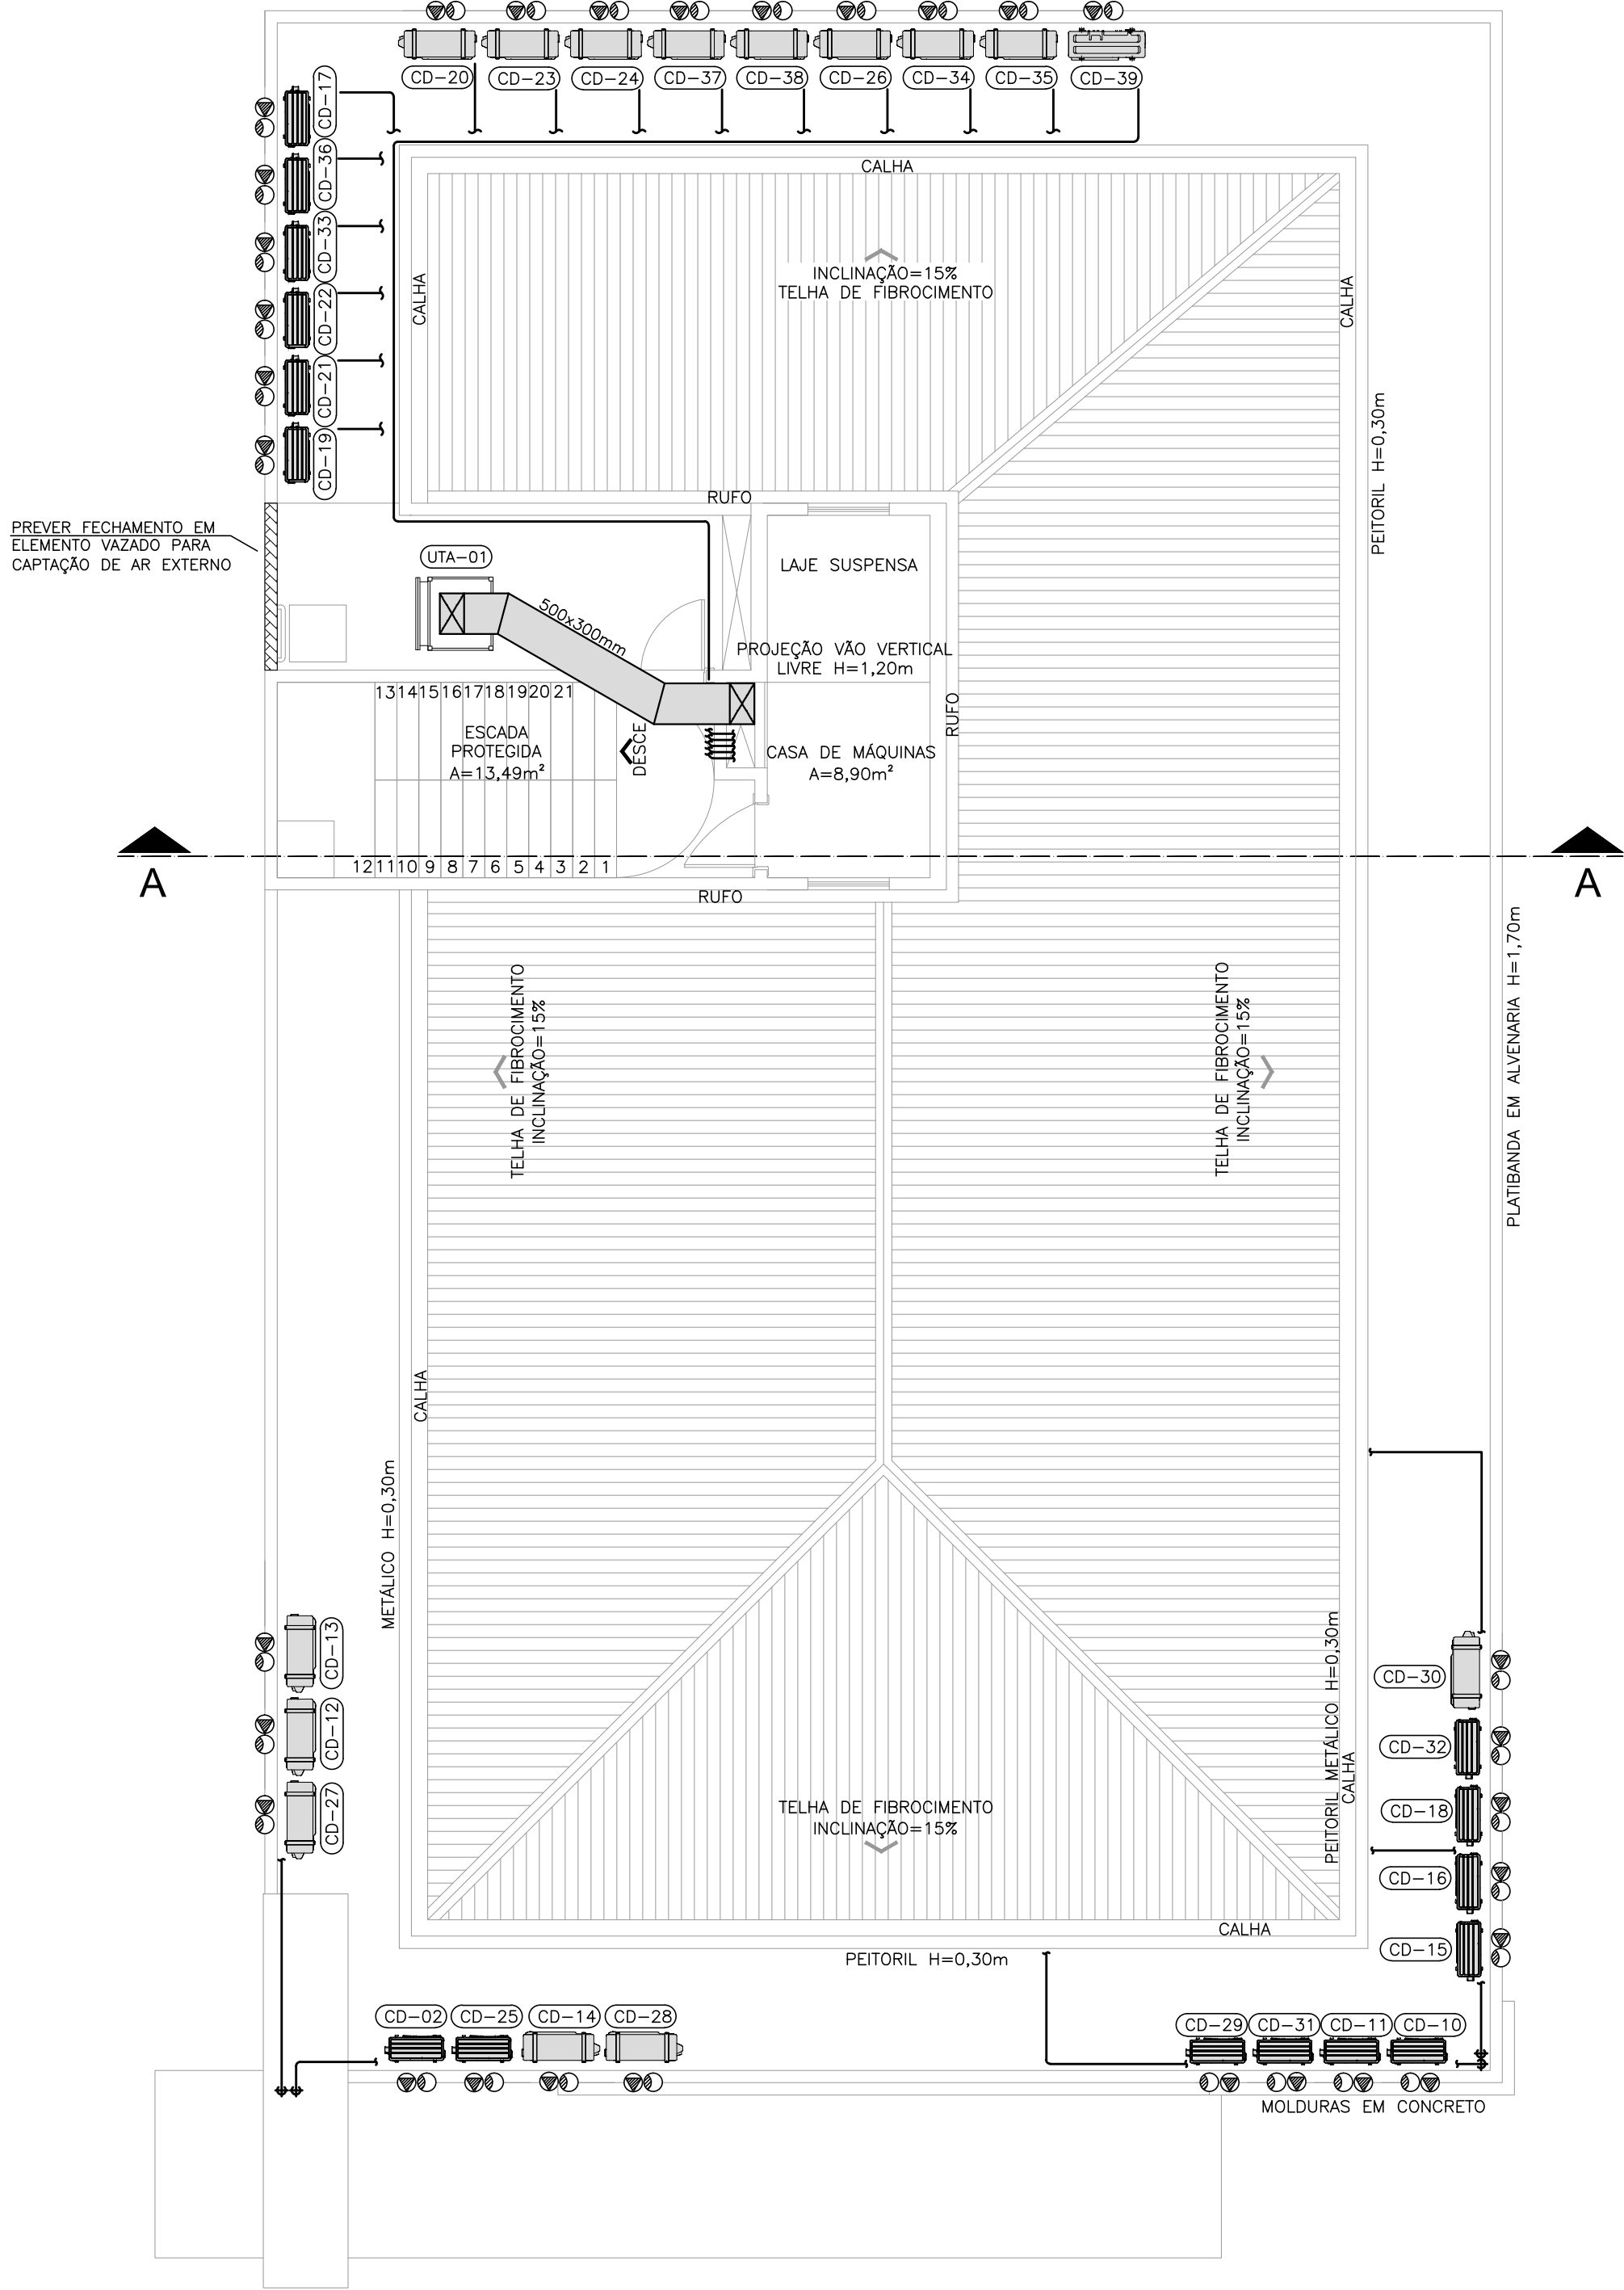 CD-20
CD-23
CD-24
CD-37
CD-38
CD-26
CD-34
CD-35
CD-39
CD-17
CD-36
CD-33
CD-22
CD-21
CD-19
CALHA
CALHA
CALHA
INCLINAÇÃO=15%
TELHA DE FIBROCIMENTO
PEITORIL H=0,30m
RUFO
PREVER FECHAMENTO EM
ELEMENTO VAZADO PARA
CAPTAÇÃO DE AR EXTERNO
UTA-01
500x300mm
LAJE SUSPENSA
PROJEÇÃO VÃO VERTICAL
LIVRE H=1,20m
RUFO
13 14 15 16 17 18 19 20 21
ESCADA
PROTEGIDA
A=13,49m²
DESCE
CASA DE MÁQUINAS
A=8,90m²
12 11 10 9 8 7 6 5 4 3 2 1
A
A
RUFO
TELHA DE FIBROCIMENTO
INCLINAÇÃO=15%
TELHA DE FIBROCIMENTO
INCLINAÇÃO=15%
PLATIBANDA EM ALVENARIA H=1,70m
CALHA
METÁLICO H=0,30m
CD-13
CD-12
CD-27
PEITORIL METÁLICO H=0,30m
CALHA
TELHA DE FIBROCIMENTO
INCLINAÇÃO=15%
CD-30
CD-32
CD-18
CD-16
CD-15
CALHA
PEITORIL H=0,30m
CD-02
CD-25
CD-14
CD-28
CD-29
CD-31
CD-11
CD-10
MOLDURAS EM CONCRETO